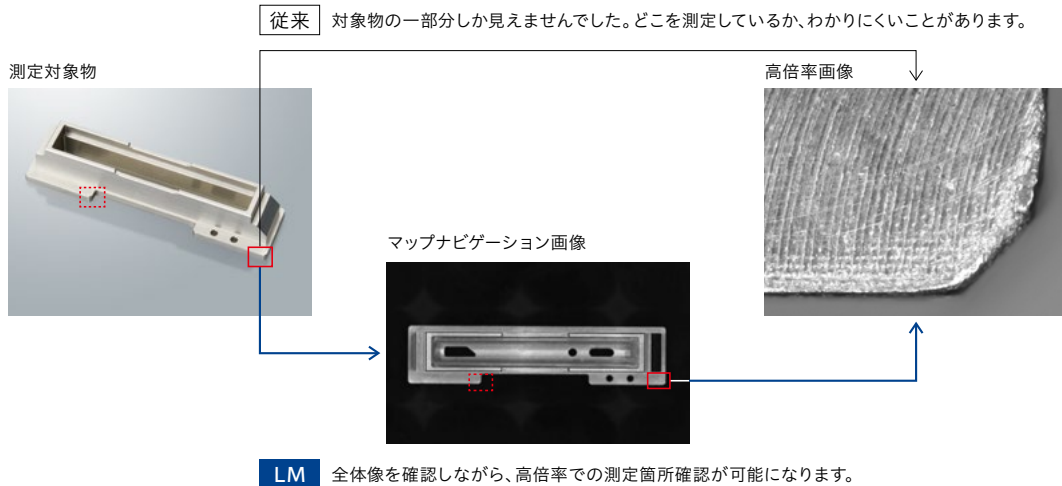 従来 対象物の一部分しか見えませんでした。どこを測定しているか、わかりにくいことがあります。
測定対象物
高倍率画像
マップナビゲーション画像
LM 全体像を確認しながら、高倍率での測定箇所確認が可能になります。